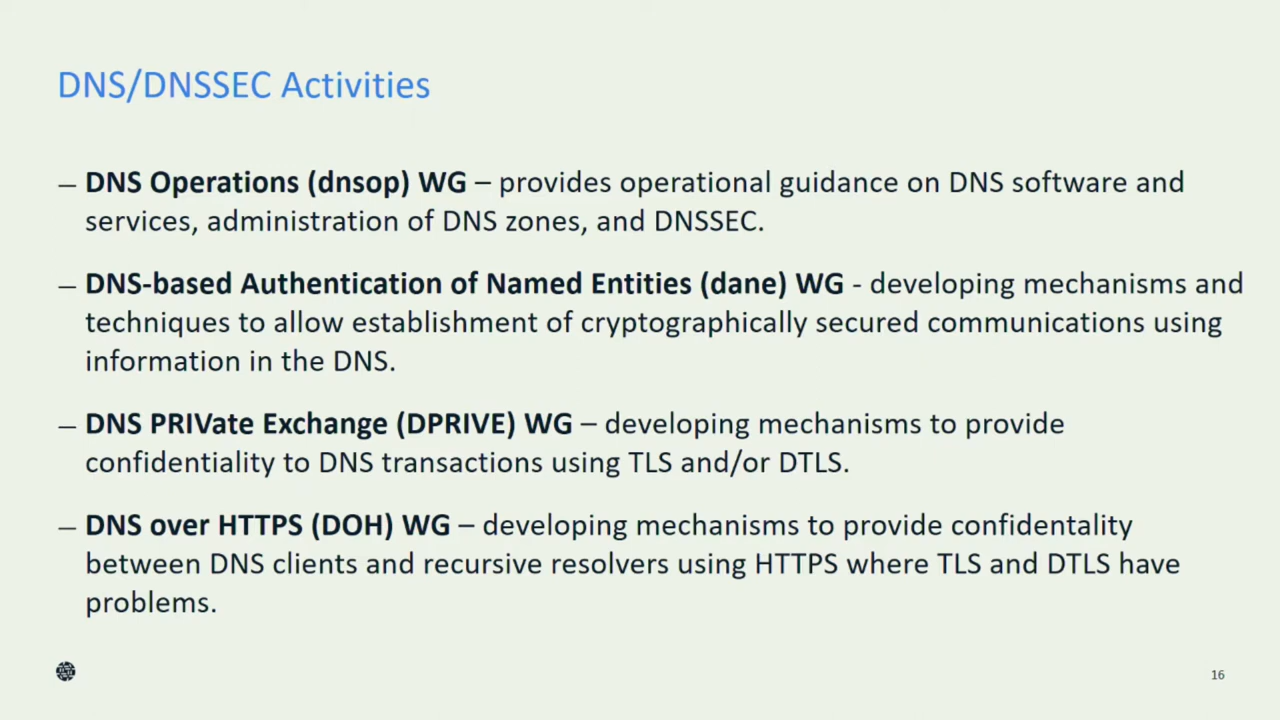 DNS/DNSSEC Activities
– DNS Operations (dnsop) WG – provides operational guidance on DNS software and
services, administration of DNS zones, and DNSSEC.
– DNS-based Authentication of Named Entities (dane) WG - developing mechanisms and
techniques to allow establishment of cryptographically secured communications using
information in the DNS.
– DNS PRIVate Exchange (DPRIVE) WG – developing mechanisms to provide
confidentiality to DNS transactions using TLS and/or DTLS.
– DNS over HTTPS (DOH) WG – developing mechanisms to provide confidentality
between DNS clients and recursive resolvers using HTTPS where TLS and DTLS have
problems.
16